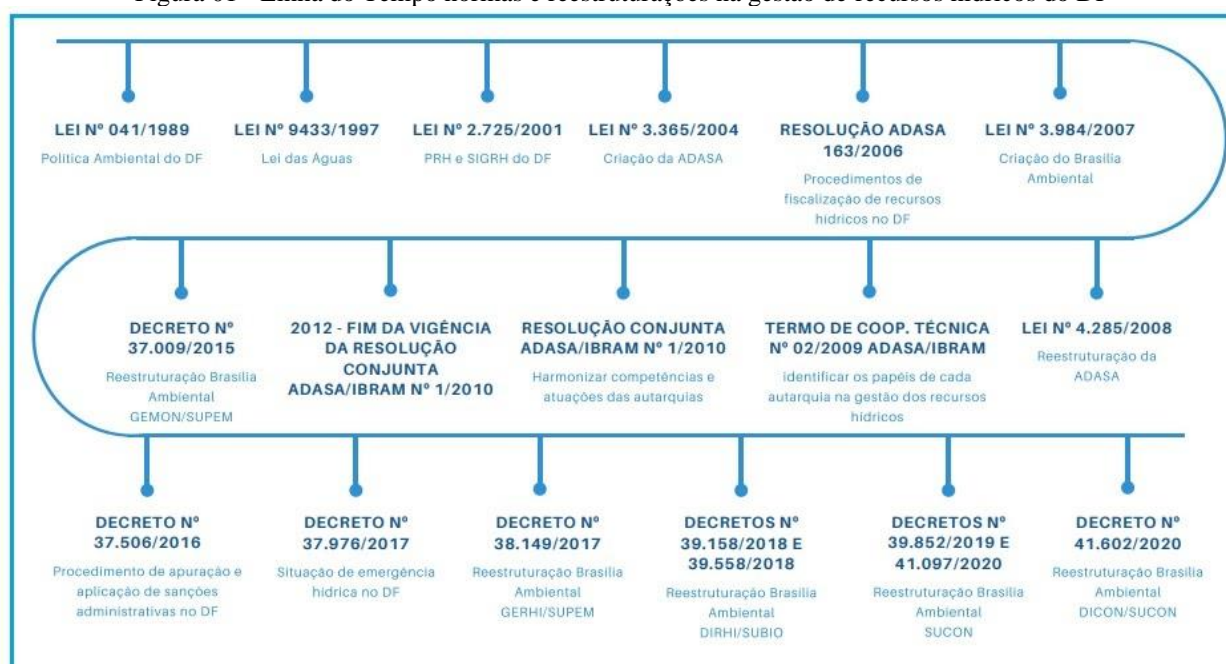 Figura 01 - Linha do Tempo normas e reestruturações na gestão de recursos hídricos do DF
LEI Nº 041/1989
Política Ambiental do DF
LEI Nº 9433/1997
Lei das Águas
LEI Nº 2.725/2001
PRH e SIGRH do DF
LEI Nº 3.365/2004
Criação da ADASA
RESOLUÇÃO ADASA
163/2006
Procedimentos de
fiscalização de recursos
hídricos no DF
LEI Nº 3.984/2007
Criação do Brasília
Ambiental
DECRETO Nº
37.009/2015
Reestruturação Brasília
Ambiental
GEMON/SUPEM
2012 - FIM DA VIGÊNCIA
DA RESOLUÇÃO
CONJUNTA
ADASA/IBRAM Nº 1/2010
RESOLUÇÃO CONJUNTA
ADASA/IBRAM Nº 1/2010
Harmonizar competências e
atuações das autarquias
TERMO DE COOP. TÉCNICA
Nº 02/2009 ADASA/IBRAM
identificar os papéis de cada
autarquia na gestão dos recursos
hídricos
LEI Nº 4.285/2008
Reestruturação da
ADASA
DECRETO Nº
37.506/2016
Procedimento de apuração e
aplicação de sanções
administrativas no DF
DECRETO Nº
37.976/2017
Situação de emergência
hídrica no DF
DECRETO Nº
38.149/2017
Reestruturação Brasília
Ambiental
GERHI/SUPEM
DECRETOS Nº
39.158/2018 E
39.558/2018
Reestruturação Brasília
Ambiental
DIRHI/SUBIO
DECRETOS Nº
39.852/2019 E
41.097/2020
Reestruturação Brasília
Ambiental
SUCON
DECRETO Nº
41.602/2020
Reestruturação Brasília
Ambiental
DICON/SUCON